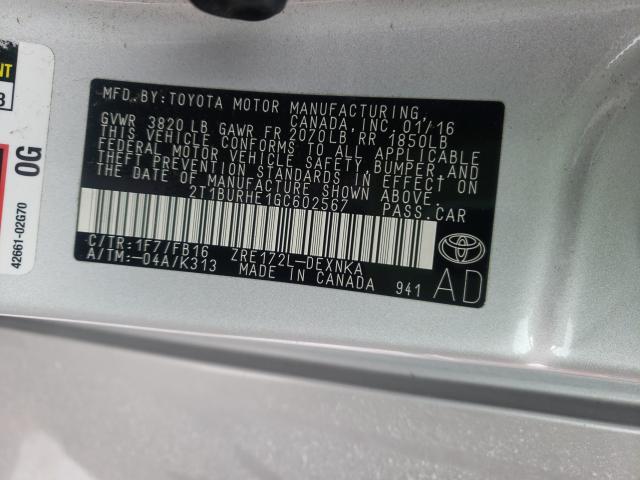 MFD. BY: TOYOTA MOTOR MANUFACTURING,
CANADA, INC. 01/16
GVWR 3820 LB GAWR FR 2070LB RR 1850LB
THIS VEHICLE CONFORMS TO ALL APPLICABLE
FEDERAL MOTOR VEHICLE SAFETY, BUMPER, AND
THEFT PREVENTION STANDARDS IN EFFECT ON
THE DATE OF MANUFACTURE SHOWN ABOVE.
2T1BURHE1GC602567 PASS.CAR
C/TR:1F7/FB16 ZRE172L-DEXNKA
A/TM:-04A/K313 MADE IN CANADA 941
AD
42661-02G70
0G